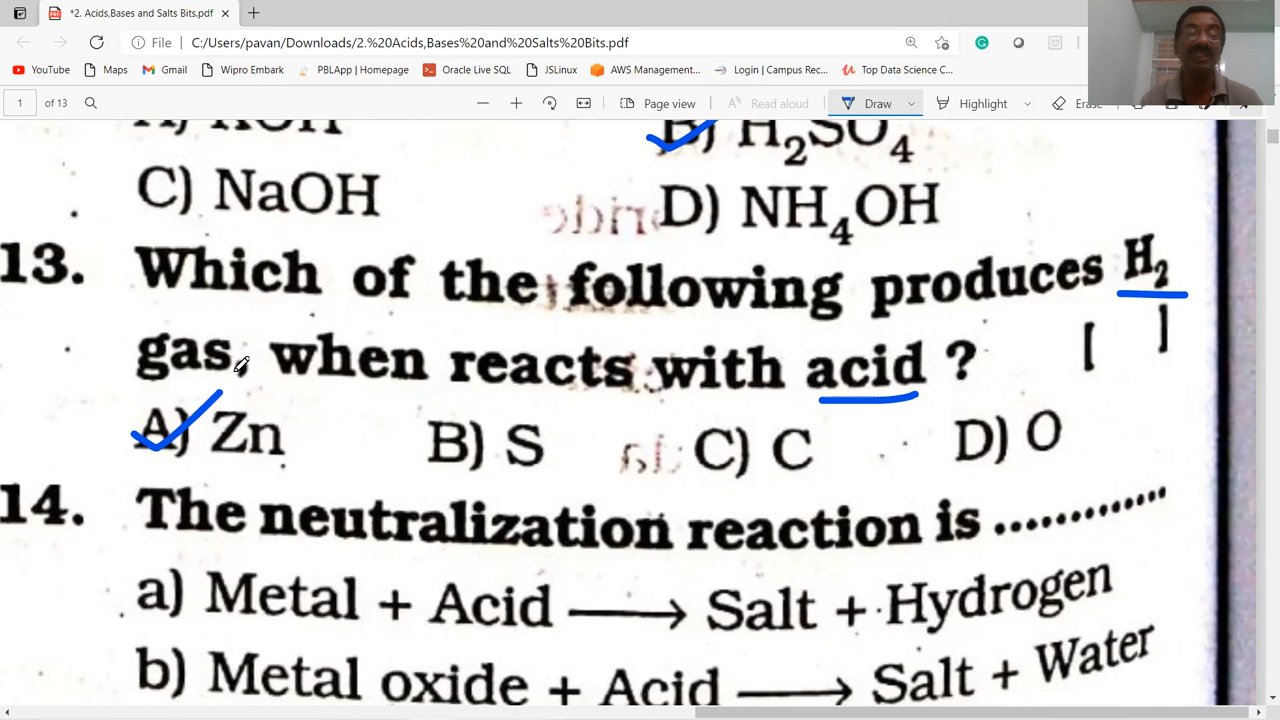 *2. Acids,Bases and Salts Bits.pdf
File C:/Users/pavan/Downloads/2.%20Acids,Bases%20and%20Salts%20Bits.pdf
YouTube Maps Gmail Wipro Embark PBLApp | Homepage Oracle Live SQL JSLinux AWS Management... Login | Campus Rec... Top Data Science C...
1 of 13 Page view Read aloud Draw Highlight Erase
A) KOH B) H₂SO₄
C) NaOH D) NH₄OH
13. Which of the following produces H₂
gas, when reacts with acid ? [ ]
A) Zn B) S C) C D) O
14. The neutralization reaction is ............
a) Metal + Acid ⟶ Salt + Hydrogen
b) Metal oxide + Acid ⟶ Salt + Water